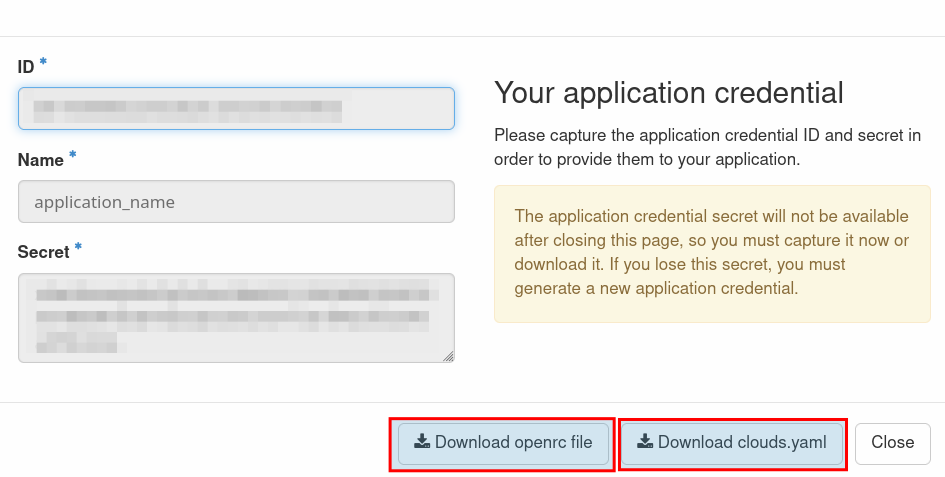 ID *
Name *
application_name
Secret *
Your application credential
Please capture the application credential ID and secret in
order to provide them to your application.
The application credential secret will not be available
after closing this page, so you must capture it now or
download it. If you lose this secret, you must
generate a new application credential.
Download openrc file
Download clouds.yaml
Close